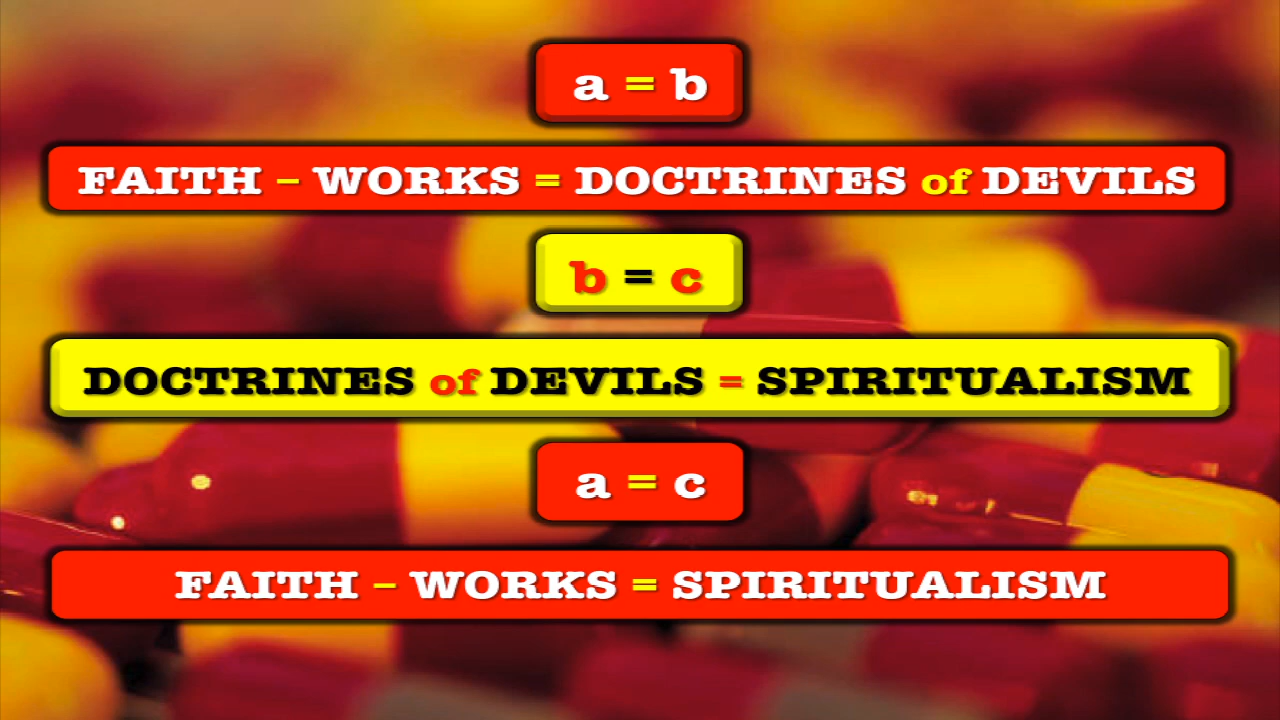 a = b
FAITH – WORKS = DOCTRINES of DEVILS
b = c
DOCTRINES of DEVILS = SPIRITUALISM
a = c
FAITH – WORKS = SPIRITUALISM